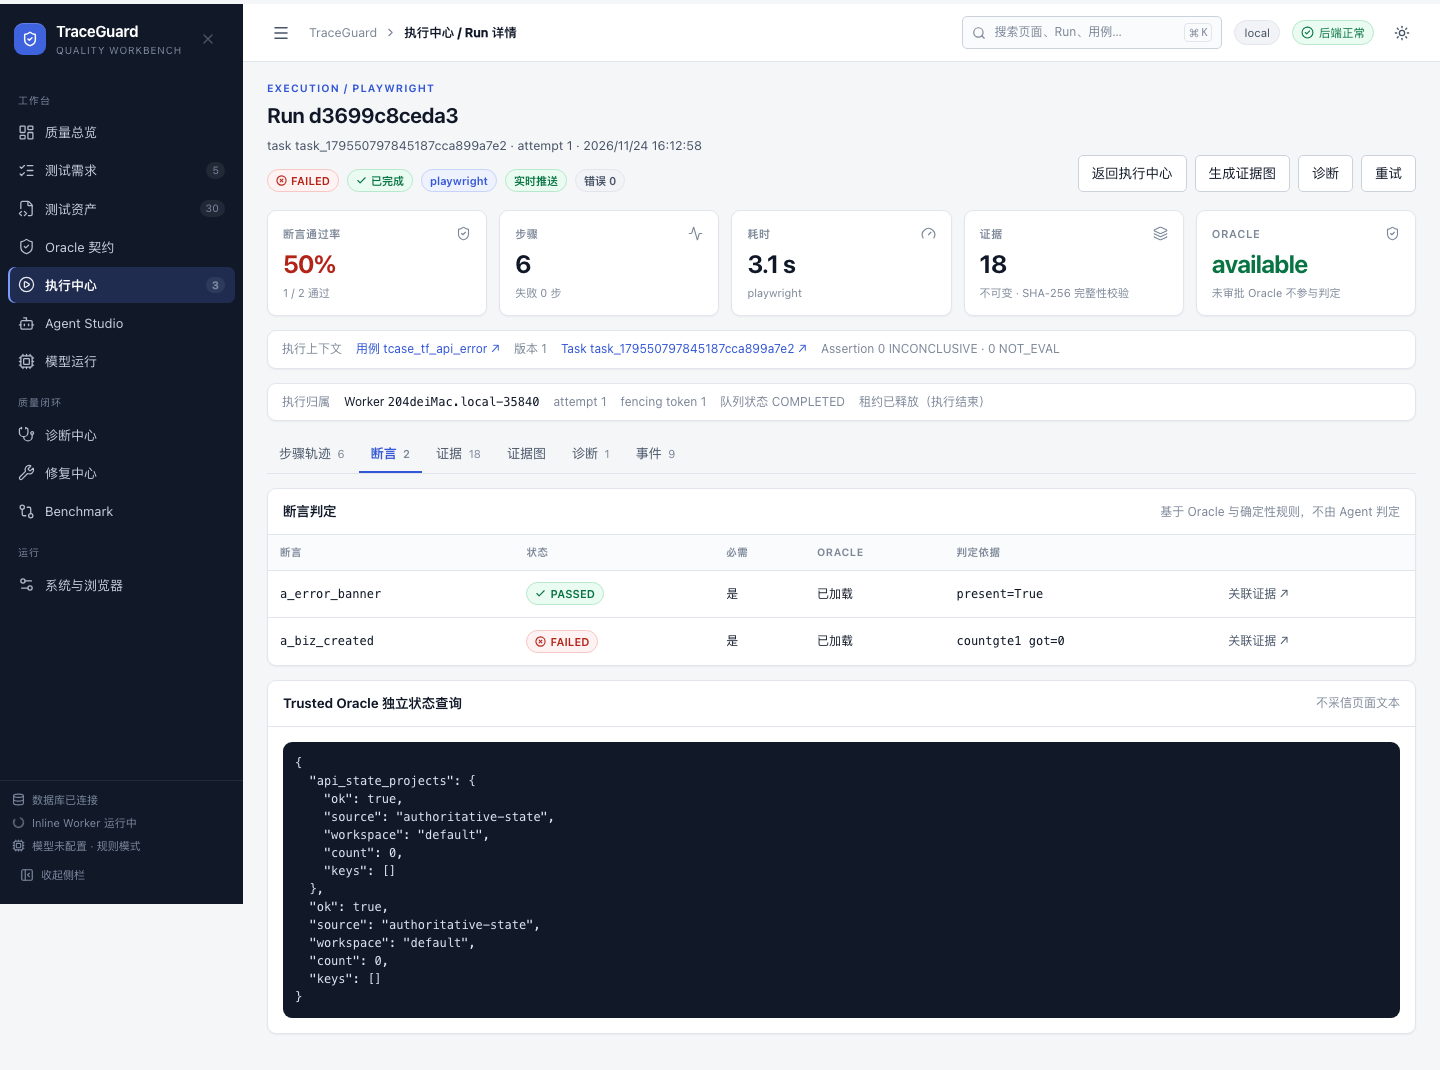 TraceGuard
QUALITY WORKBENCH
工作台
质量总览
测试需求 5
测试资产 30
Oracle 契约
执行中心 3
Agent Studio
模型运行
质量闭环
诊断中心
修复中心
Benchmark
运行
系统与浏览器
数据库已连接
Inline Worker 运行中
模型未配置 · 规则模式
收起侧栏
TraceGuard 执行中心 / Run 详情
搜索页面、Run、用例... ⌘ K
local
后端正常
EXECUTION / PLAYWRIGHT
Run d3699c8ceda3
task task_179550797845187cca899a7e2 · attempt 1 · 2026/11/24 16:12:58
FAILED 已完成 playwright 实时推送 错误 0
返回执行中心 生成证据图 诊断 重试
断言通过率
50%
1 / 2 通过
步骤
6
失败 0 步
耗时
3.1 s
playwright
证据
18
不可变 · SHA-256 完整性校验
ORACLE
available
未审批 Oracle 不参与判定
执行上下文 用例 tcase_tf_api_error ↗ 版本 1 Task task_179550797845187cca899a7e2 ↗ Assertion 0 INCONCLUSIVE · 0 NOT_EVAL
执行归属 Worker 204deiMac.local-35840 attempt 1 fencing token 1 队列状态 COMPLETED 租约已释放（执行结束）
步骤轨迹 6 断言 2 证据 18 证据图 诊断 1 事件 9
断言判定 基于 Oracle 与确定性规则，不由 Agent 判定
断言 状态 必需 ORACLE 判定依据
a_error_banner PASSED 是 已加载 present=True 关联证据 ↗
a_biz_created FAILED 是 已加载 countgte1 got=0 关联证据 ↗
Trusted Oracle 独立状态查询 不采信页面文本
{
"api_state_projects": {
"ok": true,
"source": "authoritative-state",
"workspace": "default",
"count": 0,
"keys": []
},
"ok": true,
"source": "authoritative-state",
"workspace": "default",
"count": 0,
"keys": []
}